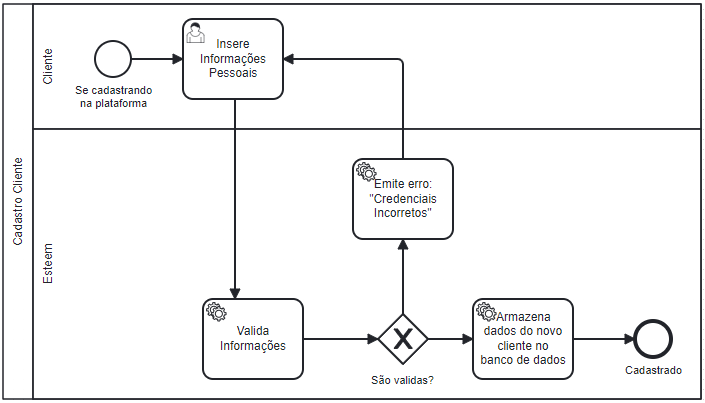 Cadastro Cliente
Cliente
Se cadastrando
na plataforma
Insere
Informações
Pessoais
Esteem
Emite erro:
"Credenciais
Incorretos"
Valida
Informações
São validas?
Armazena
dados do novo
cliente no
banco de dados
Cadastrado